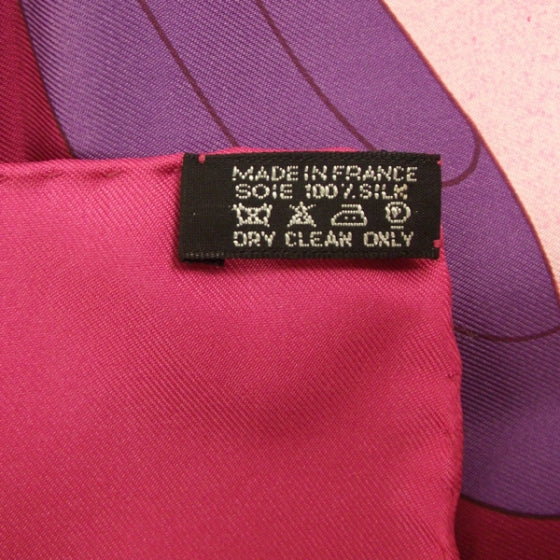 MADE IN FRANCE
SOIE 100% SILK
DRY CLEAN ONLY